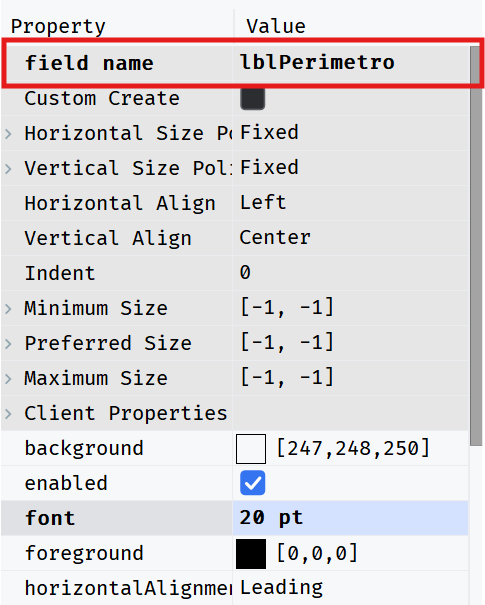 Property Value
field name lblPerimetro
Custom Create
Horizontal Size Po Fixed
Vertical Size Poli Fixed
Horizontal Align Left
Vertical Align Center
Indent 0
Minimum Size [-1, -1]
Preferred Size [-1, -1]
Maximum Size [-1, -1]
Client Properties
background [247,248,250]
enabled
font 20 pt
foreground [0,0,0]
horizontalAlignme Leading